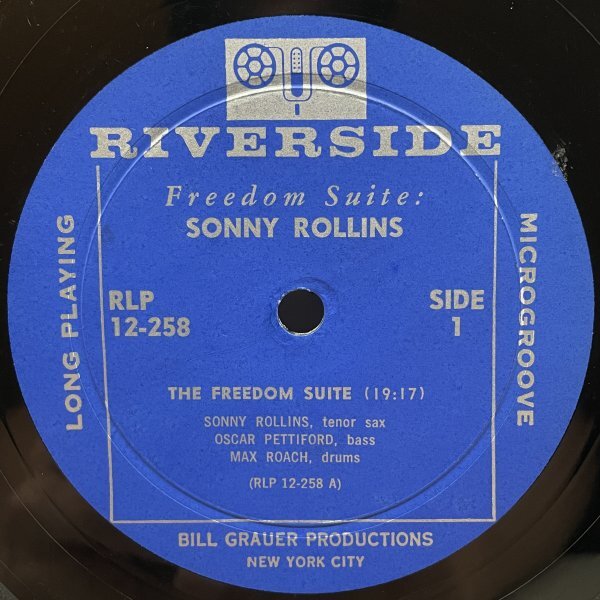 RIVERSIDE
Freedom Suite:
SONNY ROLLINS
LONG PLAYING
MICROGROOVE
RLP
12-258
SIDE
1
THE FREEDOM SUITE (19:17)
SONNY ROLLINS, tenor sax
OSCAR PETTIFORD, bass
MAX ROACH, drums
(RLP 12-258 A)
BILL GRAUER PRODUCTIONS
NEW YORK CITY